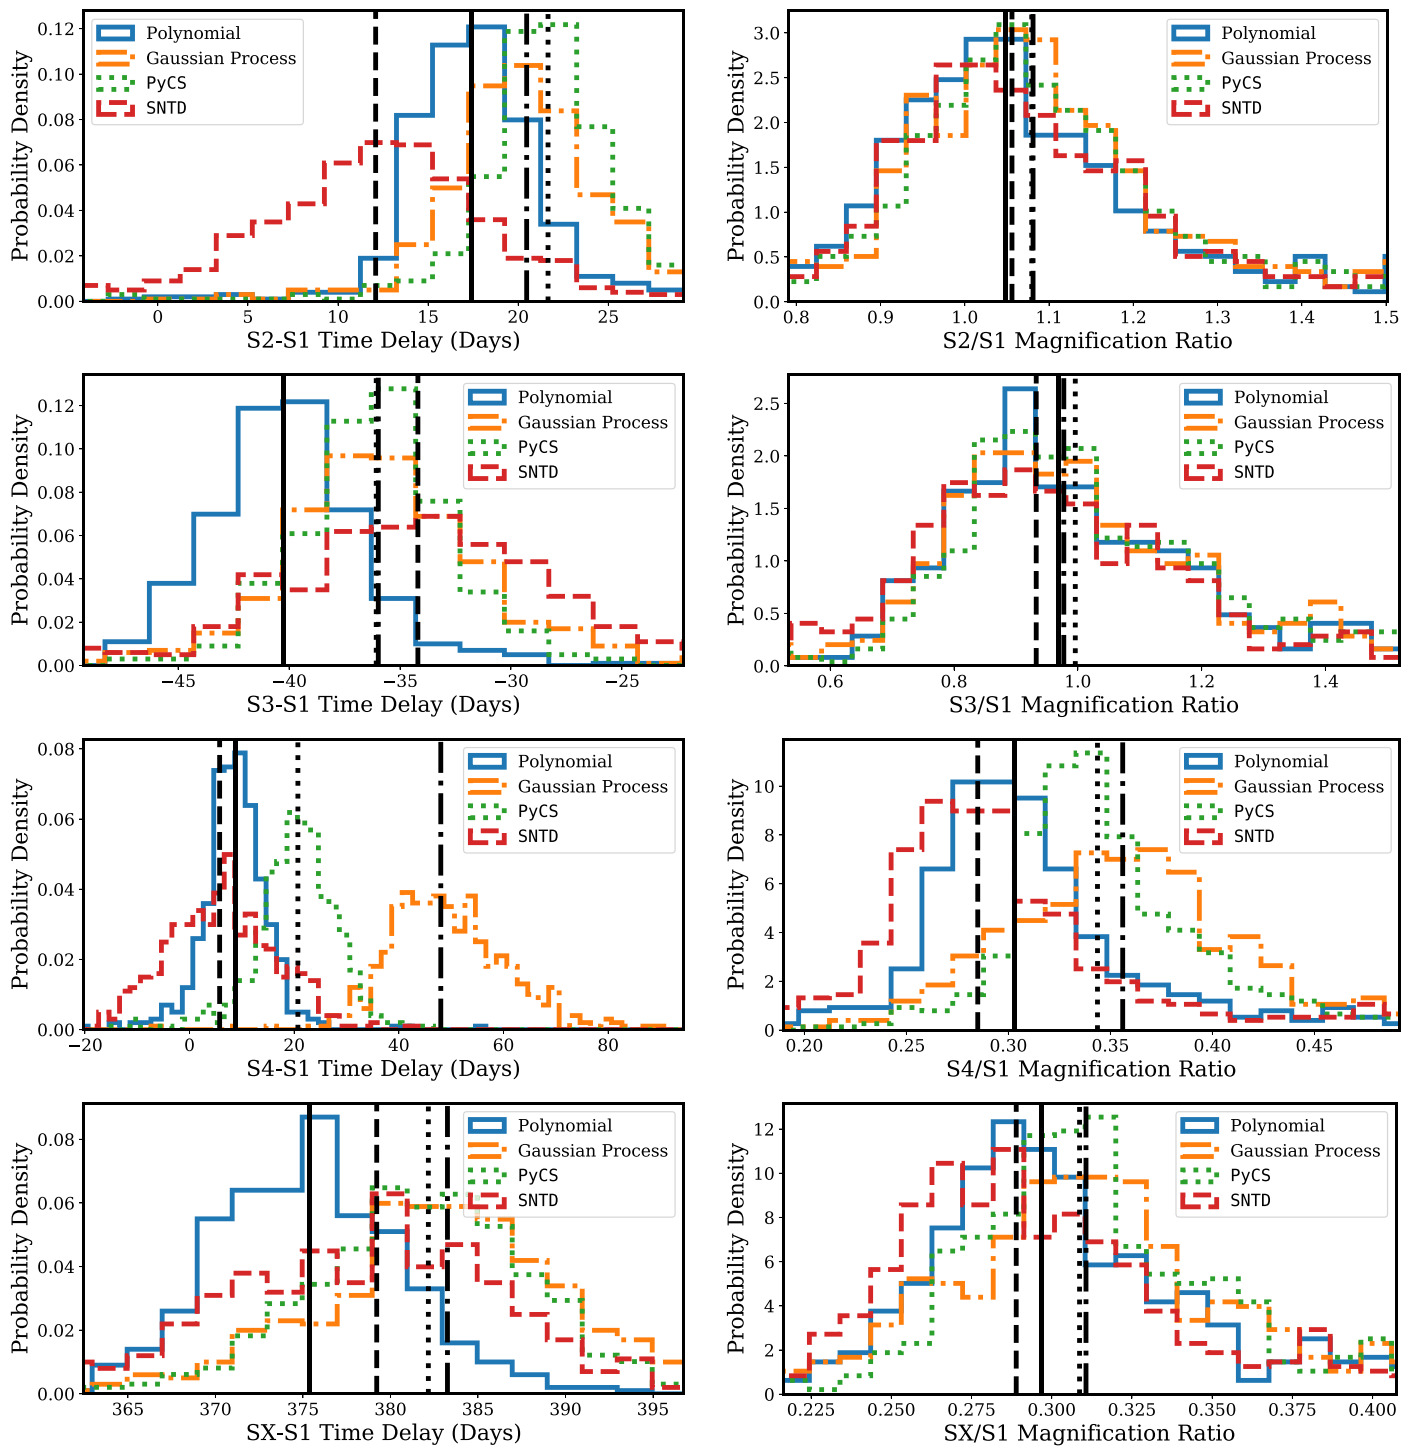 Probability Density
0.12
0.10
0.08
0.06
0.04
0.02
0.00
Polynomial
Gaussian Process
PyCS
SNTD
0 5 10 15 20 25
S2-S1 Time Delay (Days)
Probability Density
3.0
2.5
2.0
1.5
1.0
0.5
0.0
Polynomial
Gaussian Process
PyCS
SNTD
0.8 0.9 1.0 1.1 1.2 1.3 1.4 1.5
S2/S1 Magnification Ratio
Probability Density
0.12
0.10
0.08
0.06
0.04
0.02
0.00
Polynomial
Gaussian Process
PyCS
SNTD
−45 −40 −35 −30 −25
S3-S1 Time Delay (Days)
Probability Density
2.5
2.0
1.5
1.0
0.5
0.0
Polynomial
Gaussian Process
PyCS
SNTD
0.6 0.8 1.0 1.2 1.4
S3/S1 Magnification Ratio
Probability Density
0.08
0.06
0.04
0.02
0.00
Polynomial
Gaussian Process
PyCS
SNTD
−20 0 20 40 60 80
S4-S1 Time Delay (Days)
Probability Density
10
8
6
4
2
0
Polynomial
Gaussian Process
PyCS
SNTD
0.20 0.25 0.30 0.35 0.40 0.45
S4/S1 Magnification Ratio
Probability Density
0.08
0.06
0.04
0.02
0.00
Polynomial
Gaussian Process
PyCS
SNTD
365 370 375 380 385 390 395
SX-S1 Time Delay (Days)
Probability Density
12
10
8
6
4
2
0
Polynomial
Gaussian Process
PyCS
SNTD
0.225 0.250 0.275 0.300 0.325 0.350 0.375 0.400
SX/S1 Magnification Ratio